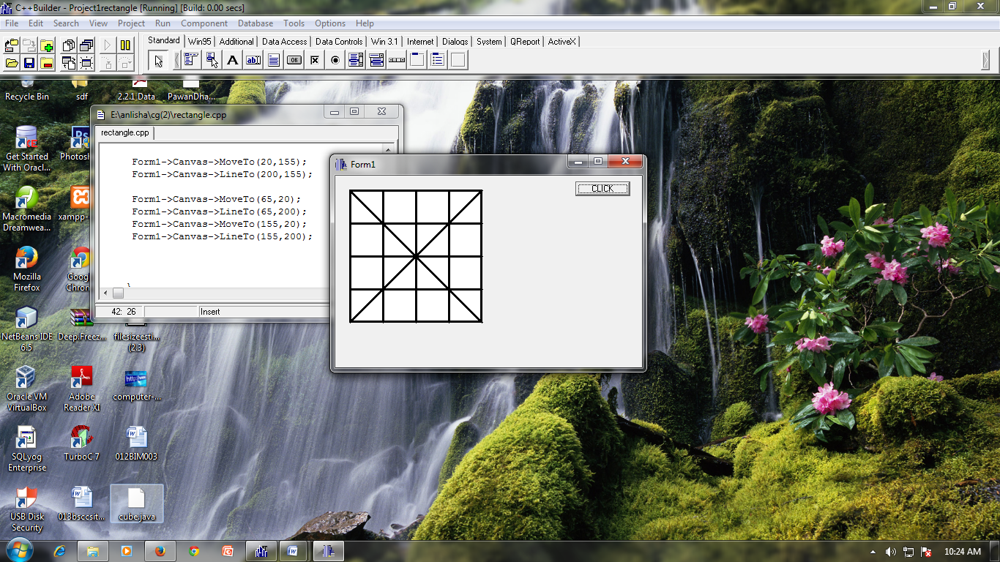 C++Builder - Project1rectangle [Running] [Build: 0.00 secs]
File Edit Search View Project Run Component Database Tools Options Help
Standard Win95 Additional Data Access Data Controls Win 3.1 Internet Dialogs System QReport ActiveX
A ab OK
Recycle Bin
sdf
2.2.1 Data
PawanDha...
E:\anlisha\cg(2)\rectangle.cpp
rectangle.cpp
Form1->Canvas->MoveTo(20,155);
Form1->Canvas->LineTo(200,155);
Form1->Canvas->MoveTo(65,20);
Form1->Canvas->LineTo(65,200);
Form1->Canvas->MoveTo(155,20);
Form1->Canvas->LineTo(155,200);
}
42: 26
Insert
Form1
CLICK
Get Started
With Oracl...
Ps
Photosh
Macromedia
Dreamwea...
xampp-
Mozilla
Firefox
Goog
Chron
NetBeans IDE
6.5
Deep.Freez...
filesizeesti...
(2.3)
Oracle VM
VirtualBox
Adobe
Reader XI
http://
computer-...
SQLyog
Enterprise
TurboC 7
012BIM003
USB Disk
Security
013bsccsit...
cube.java
10:24 AM